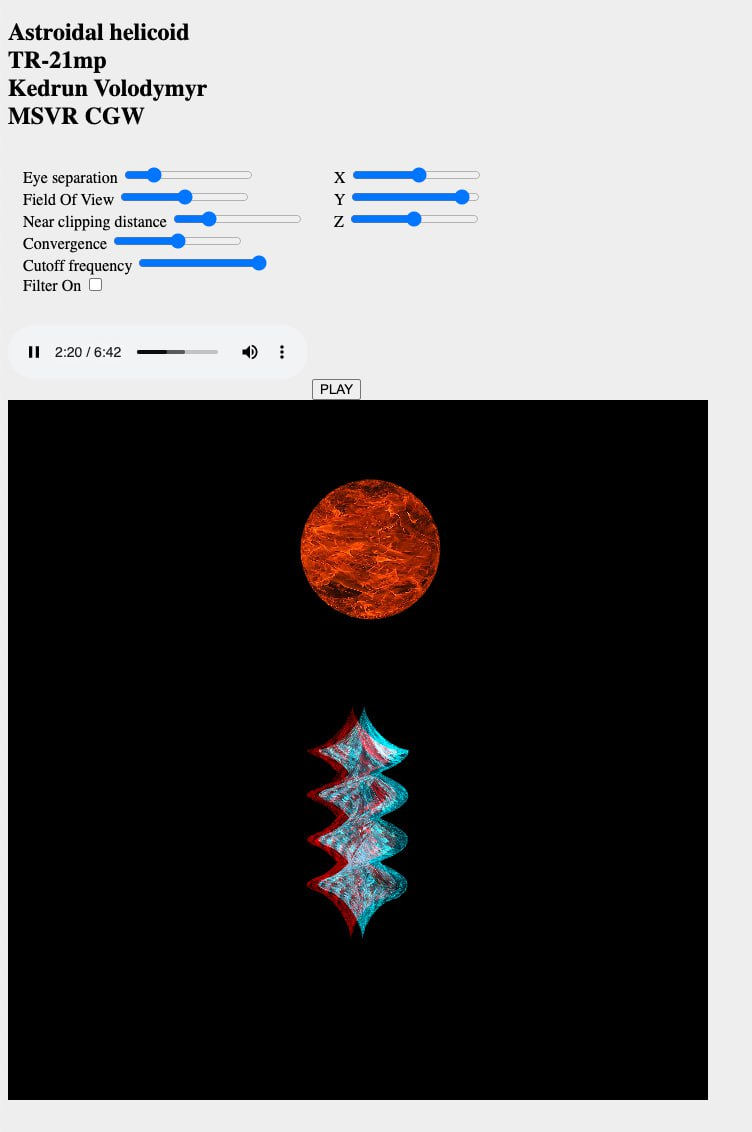 Astroidal helicoid
TR-21mp
Kedrun Volodymyr
MSVR CGW
Eye separation
Field Of View
Near clipping distance
Convergence
Cutoff frequency
Filter On
X
Y
Z
2:20 / 6:42
PLAY